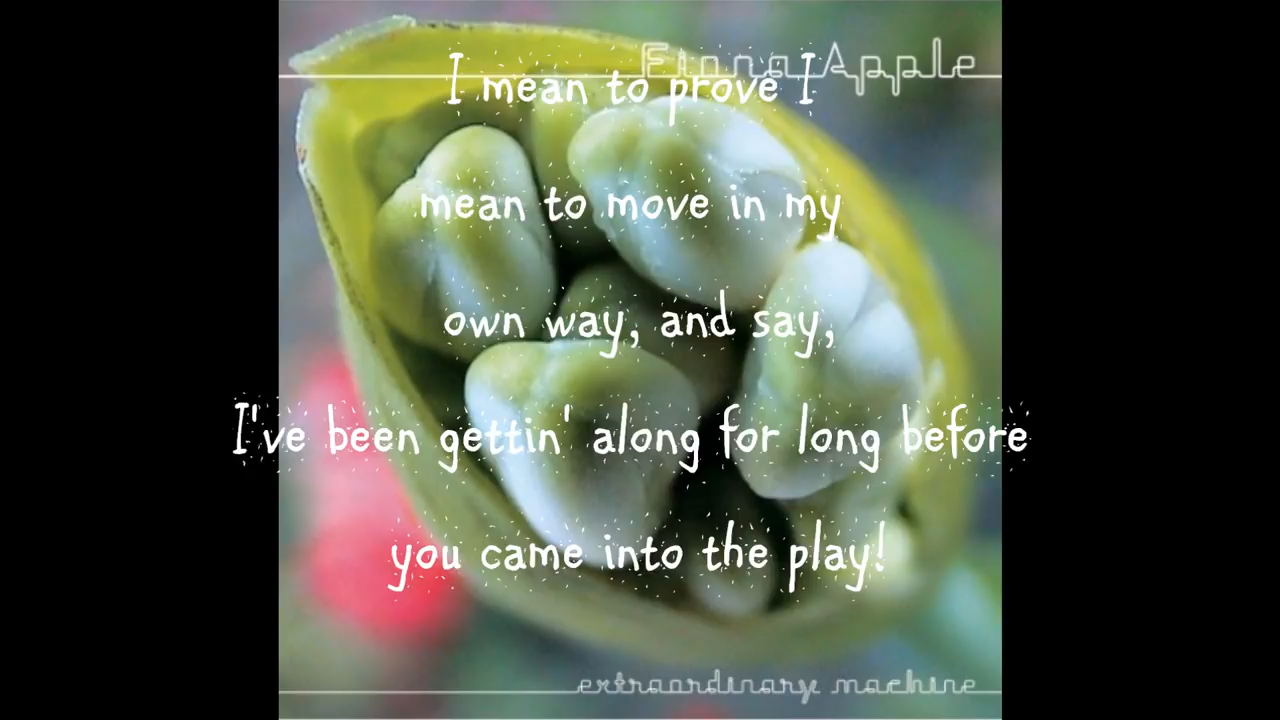 Fiona Apple
I mean to prove I
mean to move in my
own way, and say,
I've been gettin' along for long before
you came into the play!
extraordinary machine